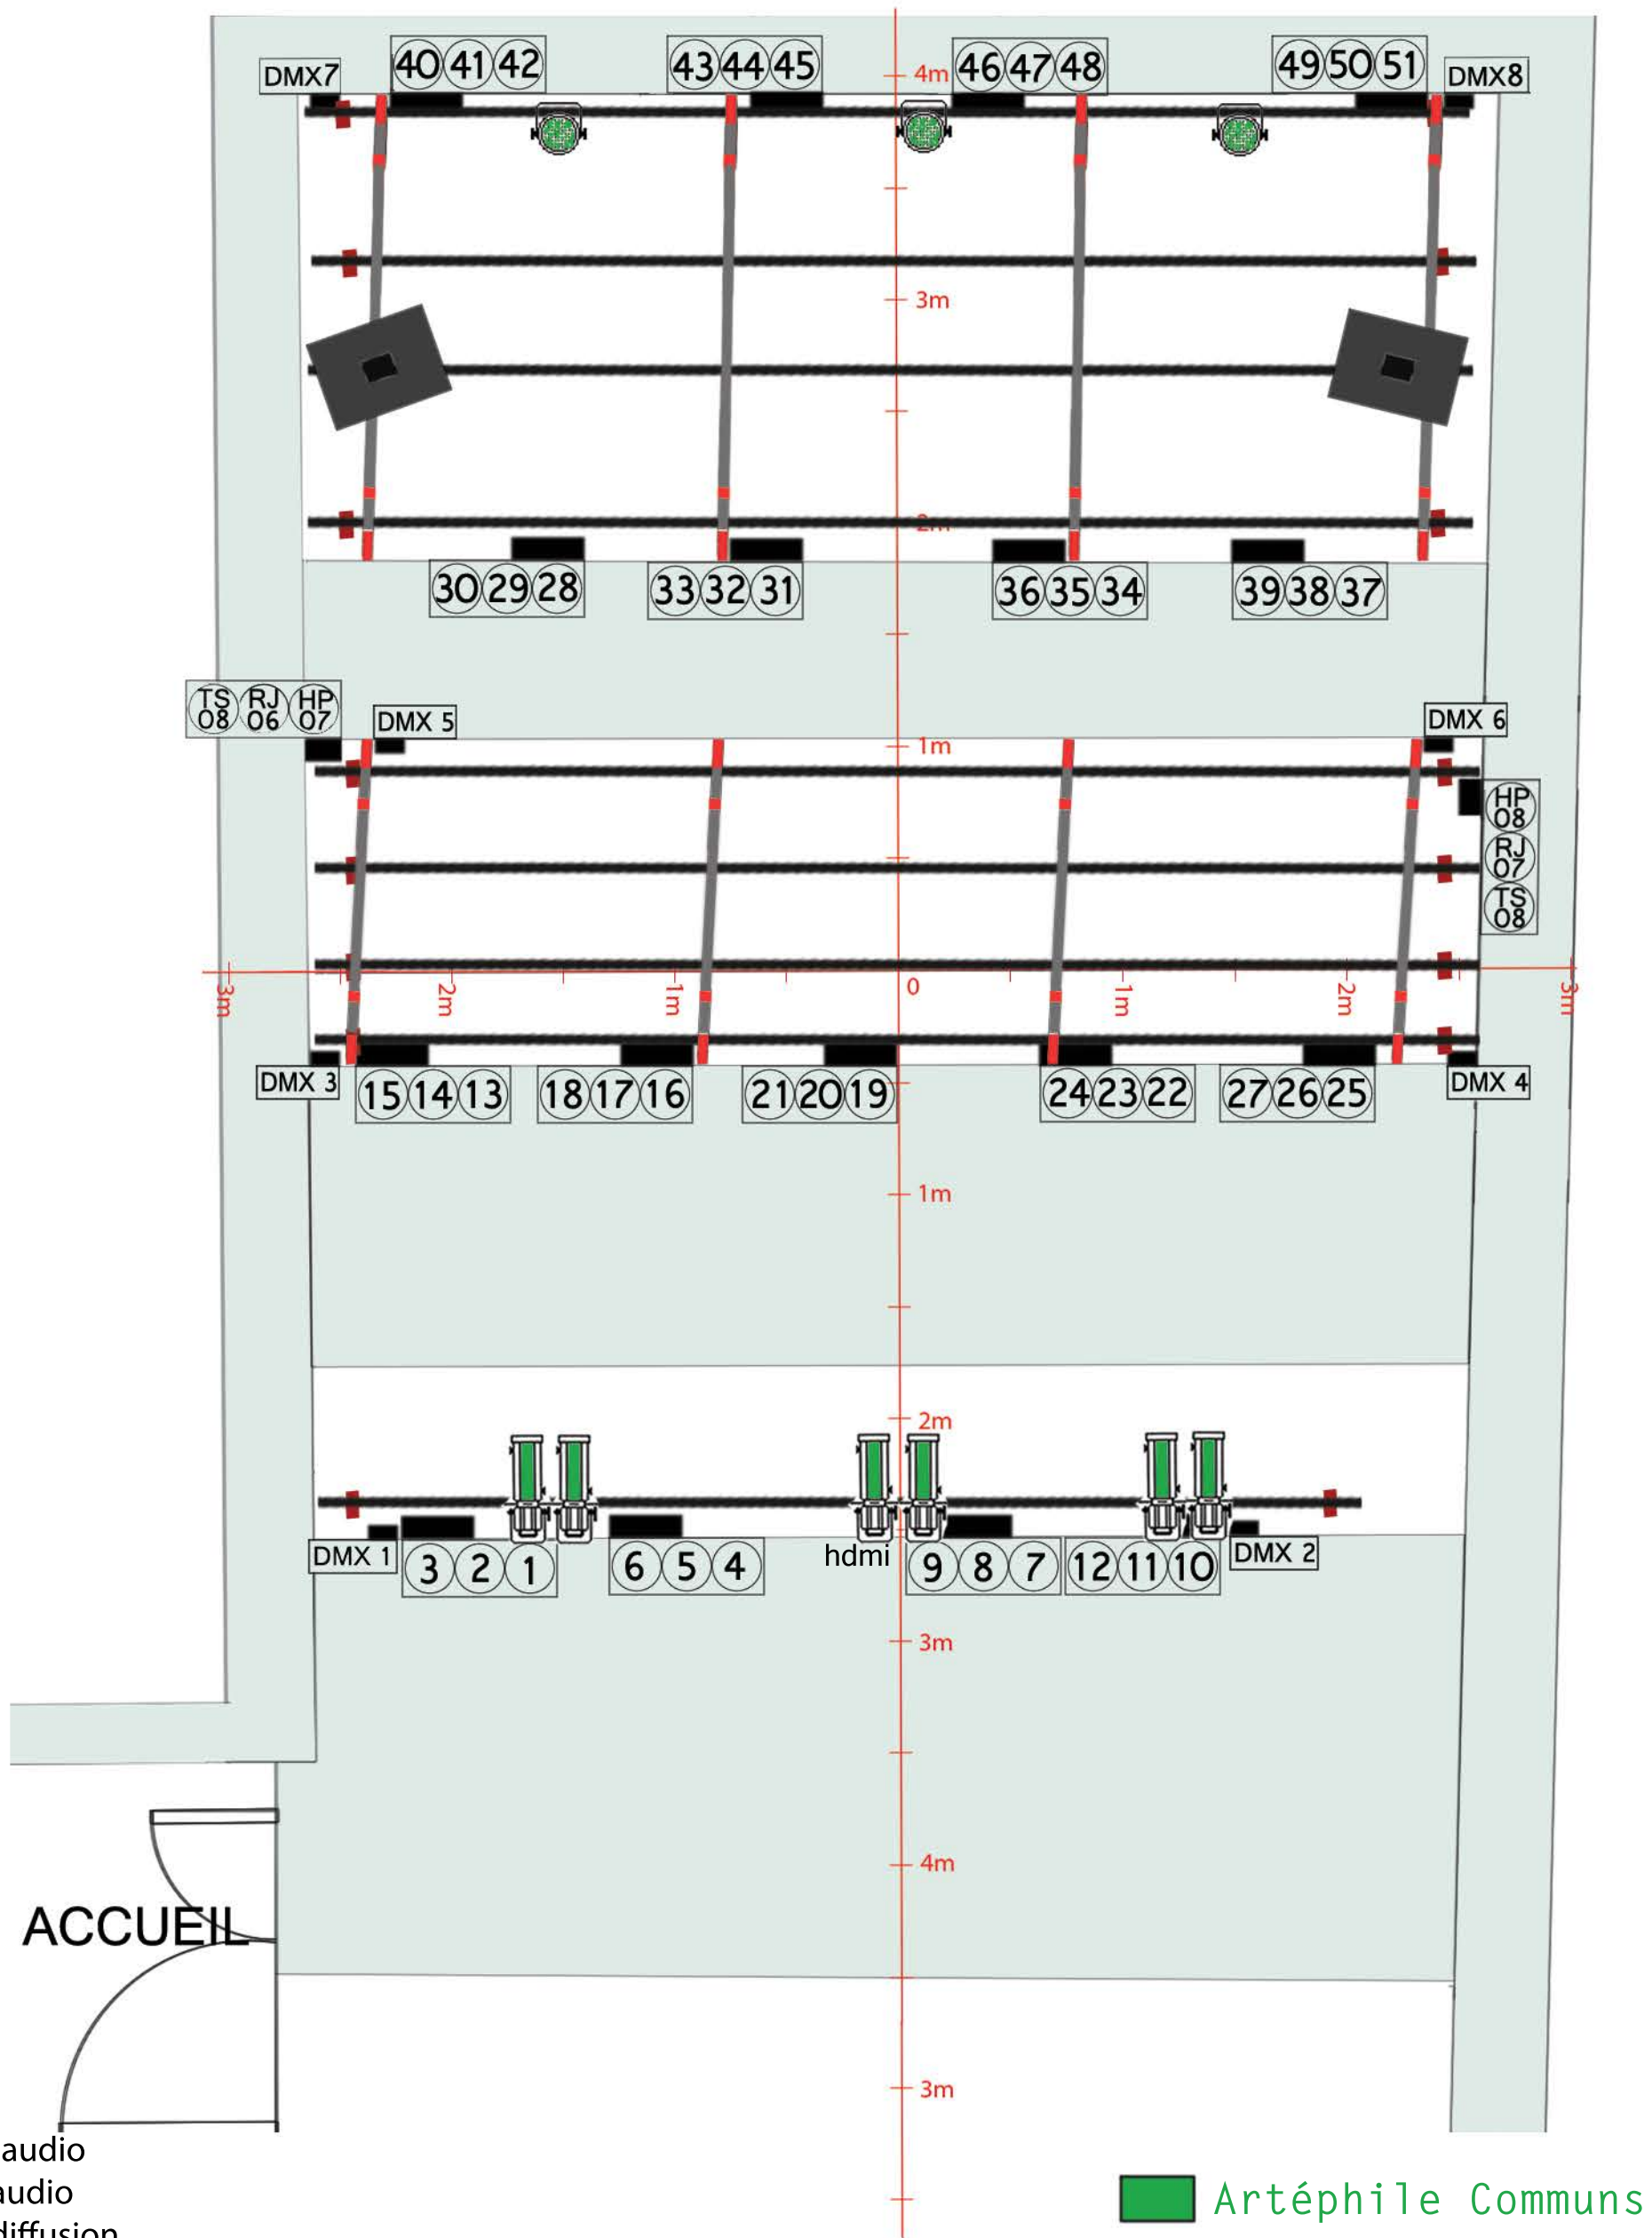 DMX7 40 41 42 43 44 45 4m 46 47 48 49 50 51 DMX8
3m
2m
30 29 28 33 32 31 36 35 34 39 38 37
TS 08 RJ 06 HP 07 DMX 5 1m DMX 6
HP 08
RJ 07
TS 08
3m 2m 1m 0 1m 2m 3m
DMX 3 15 14 13 18 17 16 21 20 19 24 23 22 27 26 25 DMX 4
1m
2m
DMX 1 3 2 1 6 5 4 hdmi 9 8 7 12 11 10 DMX 2
3m
4m
ACCUEIL
3m
audio
audio
diffusion
Artéphile Communs